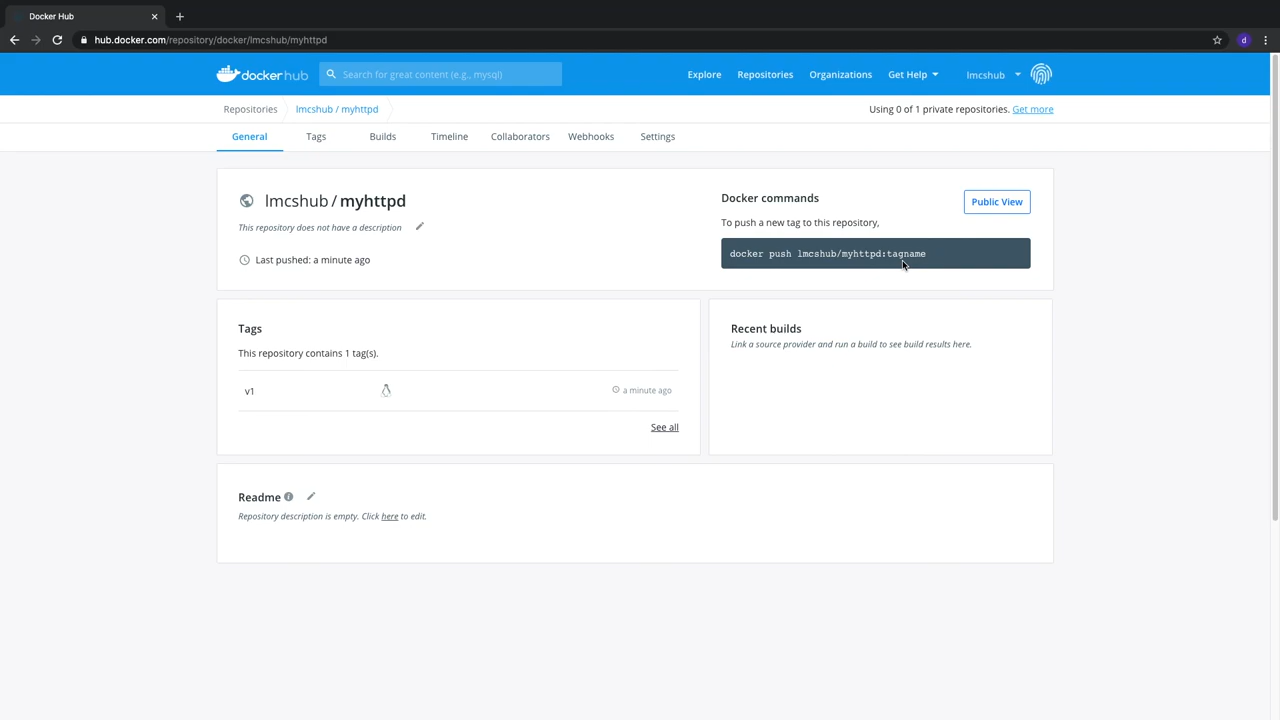 Docker Hub
hub.docker.com/repository/docker/lmcshub/myhttpd
d
dockerhub
Search for great content (e.g., mysql)
Explore
Repositories
Organizations
Get Help
lmcshub
Repositories
lmcshub / myhttpd
Using 0 of 1 private repositories. Get more
General
Tags
Builds
Timeline
Collaborators
Webhooks
Settings
lmcshub / myhttpd
This repository does not have a description
Last pushed: a minute ago
Docker commands
Public View
To push a new tag to this repository,
docker push lmcshub/myhttpd:tagname
Tags
This repository contains 1 tag(s).
v1
a minute ago
See all
Recent builds
Link a source provider and run a build to see build results here.
Readme
Repository description is empty. Click here to edit.